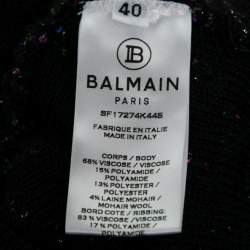 40
B
BALMAIN
PARIS
SF17274K445
FABRIQUE EN ITALIE
MADE IN ITALY
CORPS / BODY
68% VISCOSE / VISCOSE
15% POLYAMIDE /
POLYAMIDE
13% POLYESTER /
POLYESTER
4% LAINE MOHAIR /
MOHAIR WOOL
BORD COTE / RIBBING:
83 % VISCOSE / VISCOSE
17 % POLYAMIDE /